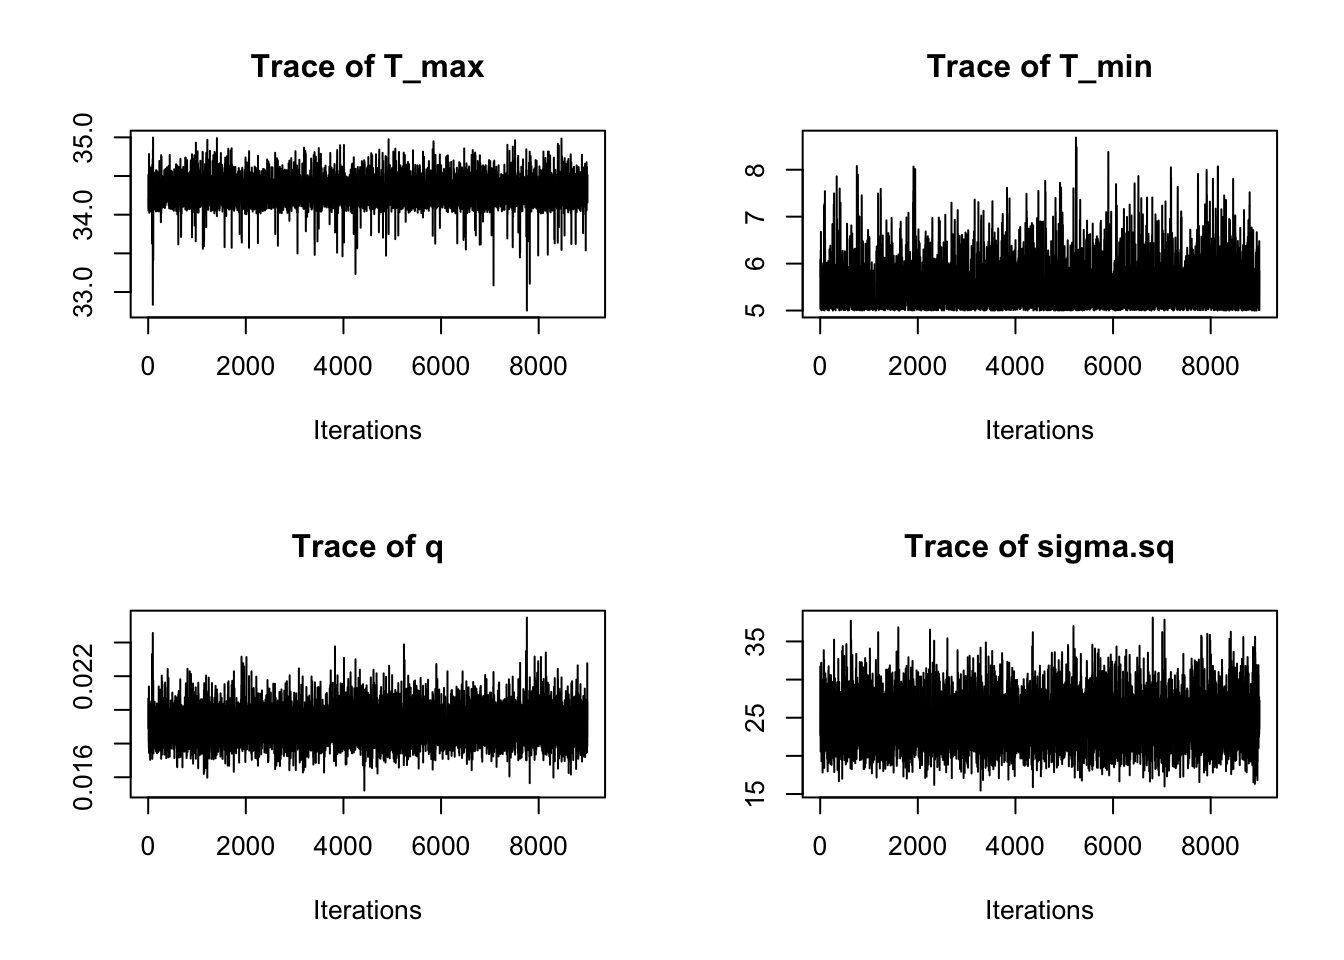 Trace of T_max
35.0
34.0
33.0
0 2000 4000 6000 8000
Iterations
Trace of T_min
8
7
6
5
0 2000 4000 6000 8000
Iterations
Trace of q
0.022
0.016
0 2000 4000 6000 8000
Iterations
Trace of sigma.sq
35
25
15
0 2000 4000 6000 8000
Iterations